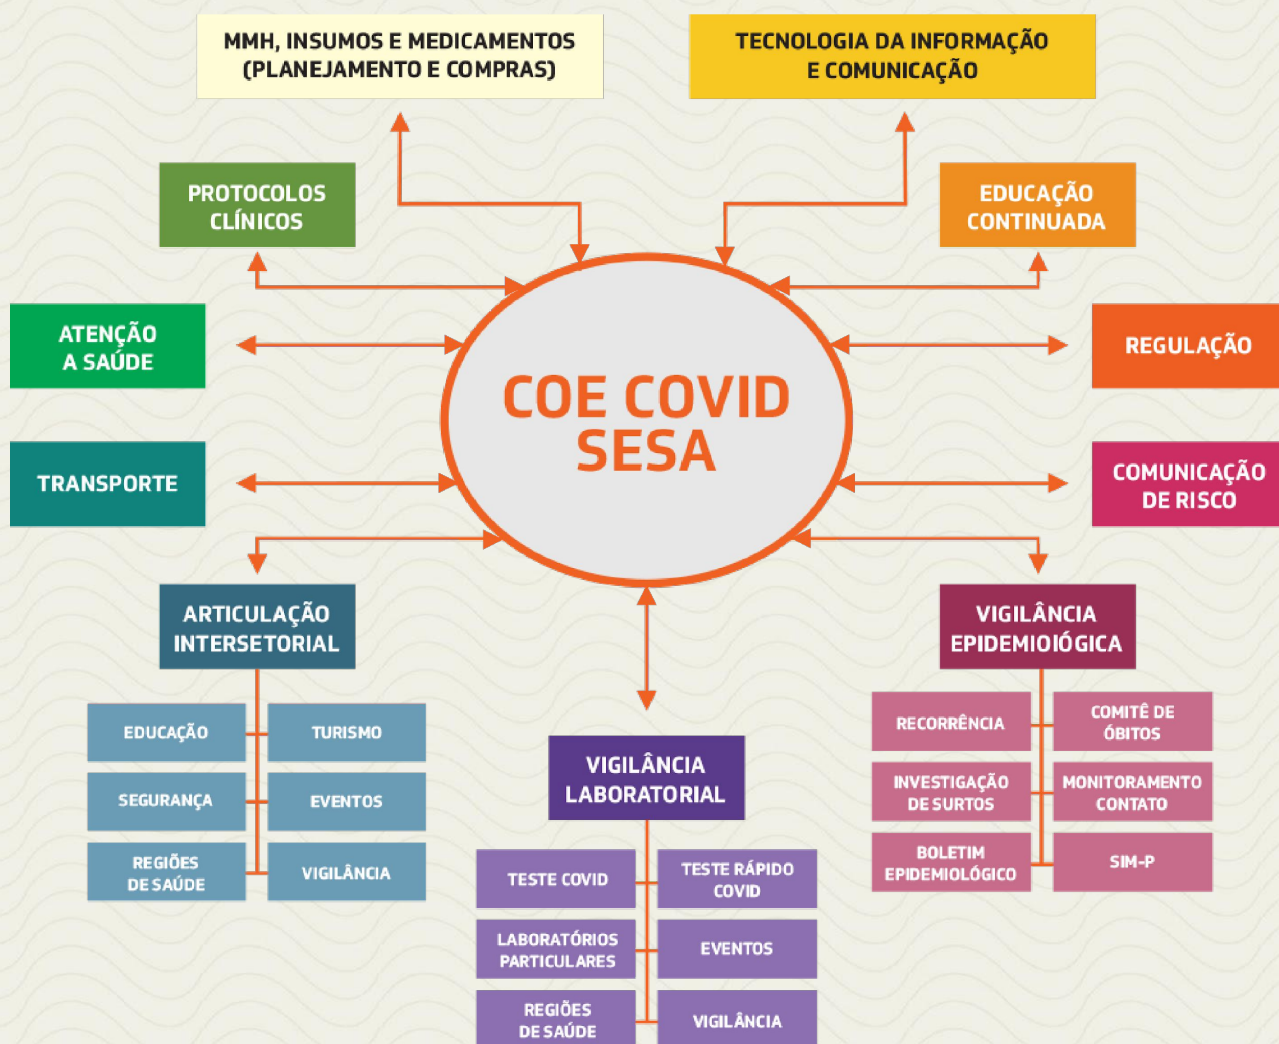 MMH, INSUMOS E MEDICAMENTOS
(PLANEJAMENTO E COMPRAS)
TECNOLOGIA DA INFORMAÇÃO
E COMUNICAÇÃO
PROTOCOLOS
CLÍNICOS
EDUCAÇÃO
CONTINUADA
ATENÇÃO
A SAÚDE
REGULAÇÃO
COE COVID
SESA
TRANSPORTE
COMUNICAÇÃO
DE RISCO
ARTICULAÇÃO
INTERSETORIAL
EDUCAÇÃO
TURISMO
SEGURANÇA
EVENTOS
REGIÕES
DE SAÚDE
VIGILÂNCIA
VIGILÂNCIA
LABORATORIAL
TESTE COVID
TESTE RÁPIDO
COVID
LABORATÓRIOS
PARTICULARES
EVENTOS
REGIÕES
DE SAÚDE
VIGILÂNCIA
VIGILÂNCIA
EPIDEMIOIÓGICA
RECORRÊNCIA
COMITÊ DE
ÓBITOS
INVESTIGAÇÃO
DE SURTOS
MONITORAMENTO
CONTATO
BOLETIM
EPIDEMIOLÓGICO
SIM-P